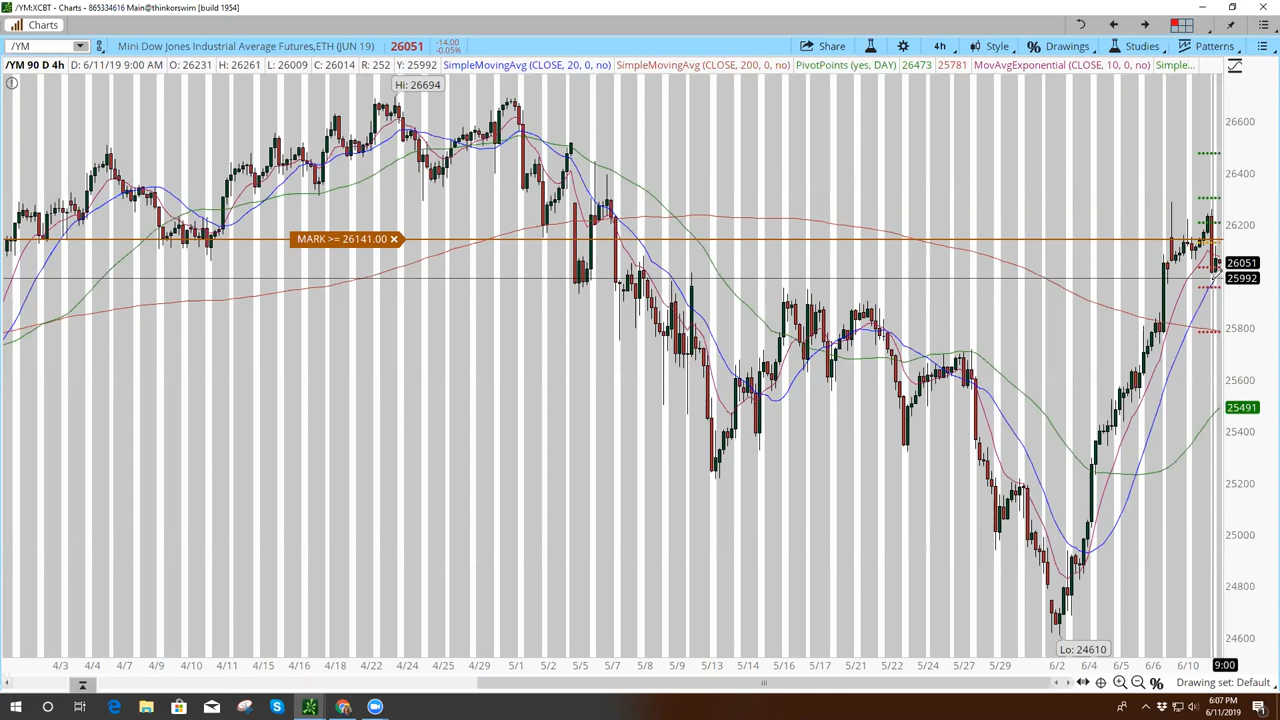 /YM:XCBT - Charts - 865334616 Main@thinkorswim [build 1954]
Charts
/YM
Mini Dow Jones Industrial Average Futures,ETH (JUN 19)
26051
-14.00
-0.05%
Share
4h
Style
Drawings
Studies
Patterns
/YM 90 D 4h
D: 6/11/19 9:00 AM
O: 26231
H: 26261
L: 26009
C: 26014
R: 252
Y: 25992
SimpleMovingAvg (CLOSE, 20, 0, no)
SimpleMovingAvg (CLOSE, 200, 0, no)
PivotPoints (yes, DAY)
26473
25781
MovAvgExponential (CLOSE, 10, 0, no)
Simple...
Hi: 26694
26600
26400
26200
MARK >= 26141.00
26051
25992
25800
25600
25491
25400
25200
25000
24800
24600
Lo: 24610
4/3 4/4 4/7 4/9 4/11 4/15 4/16 4/18 4/23 4/24 4/25 4/29 5/1 5/2 5/5 5/7 5/8 5/9 5/13 5/14 5/16 5/17 5/21 5/22 5/24 5/27 5/29 6/2 6/4 6/5 6/6 6/10 9:00
Drawing set: Default
6:07 PM
6/11/2019